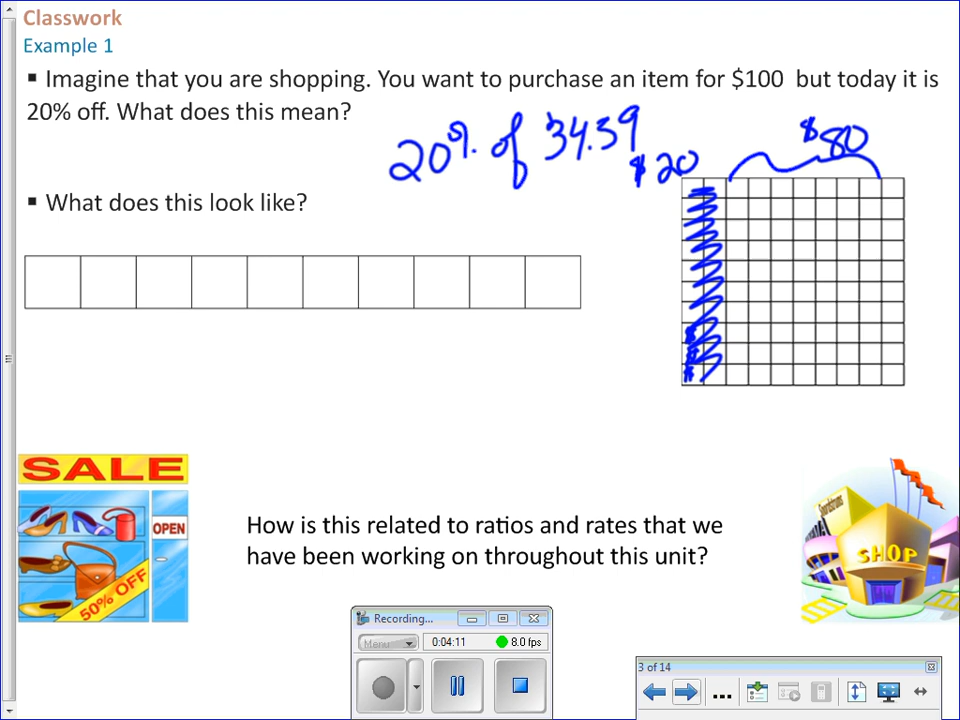 Classwork
Example 1
▪ Imagine that you are shopping. You want to purchase an item for $100 but today it is
20% off. What does this mean?
20% of 34.59
$20
$80
▪ What does this look like?
SALE
OPEN
50% OFF
How is this related to ratios and rates that we
have been working on throughout this unit?
SHOP
Recording...
Menu
0:04:11
8.0 fps
3 of 14